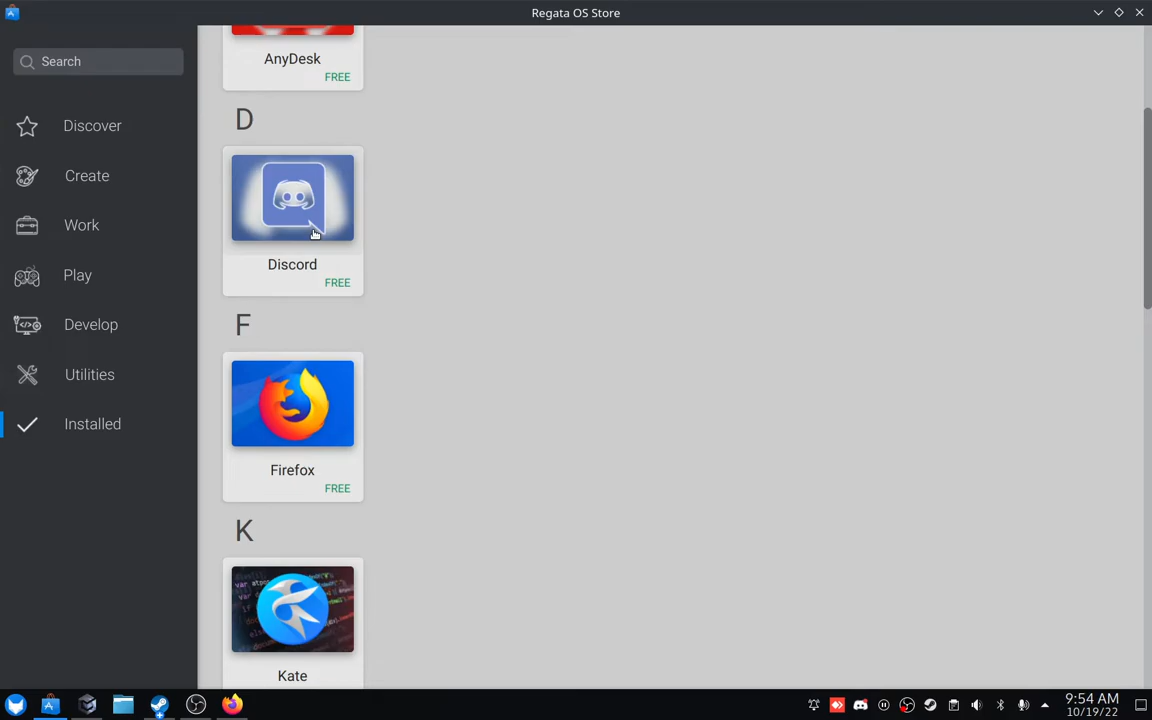 Regata OS Store
Search
Discover
Create
Work
Play
Develop
Utilities
Installed
AnyDesk
FREE
D
Discord
FREE
F
Firefox
FREE
K
Kate
9:54 AM
10/19/22